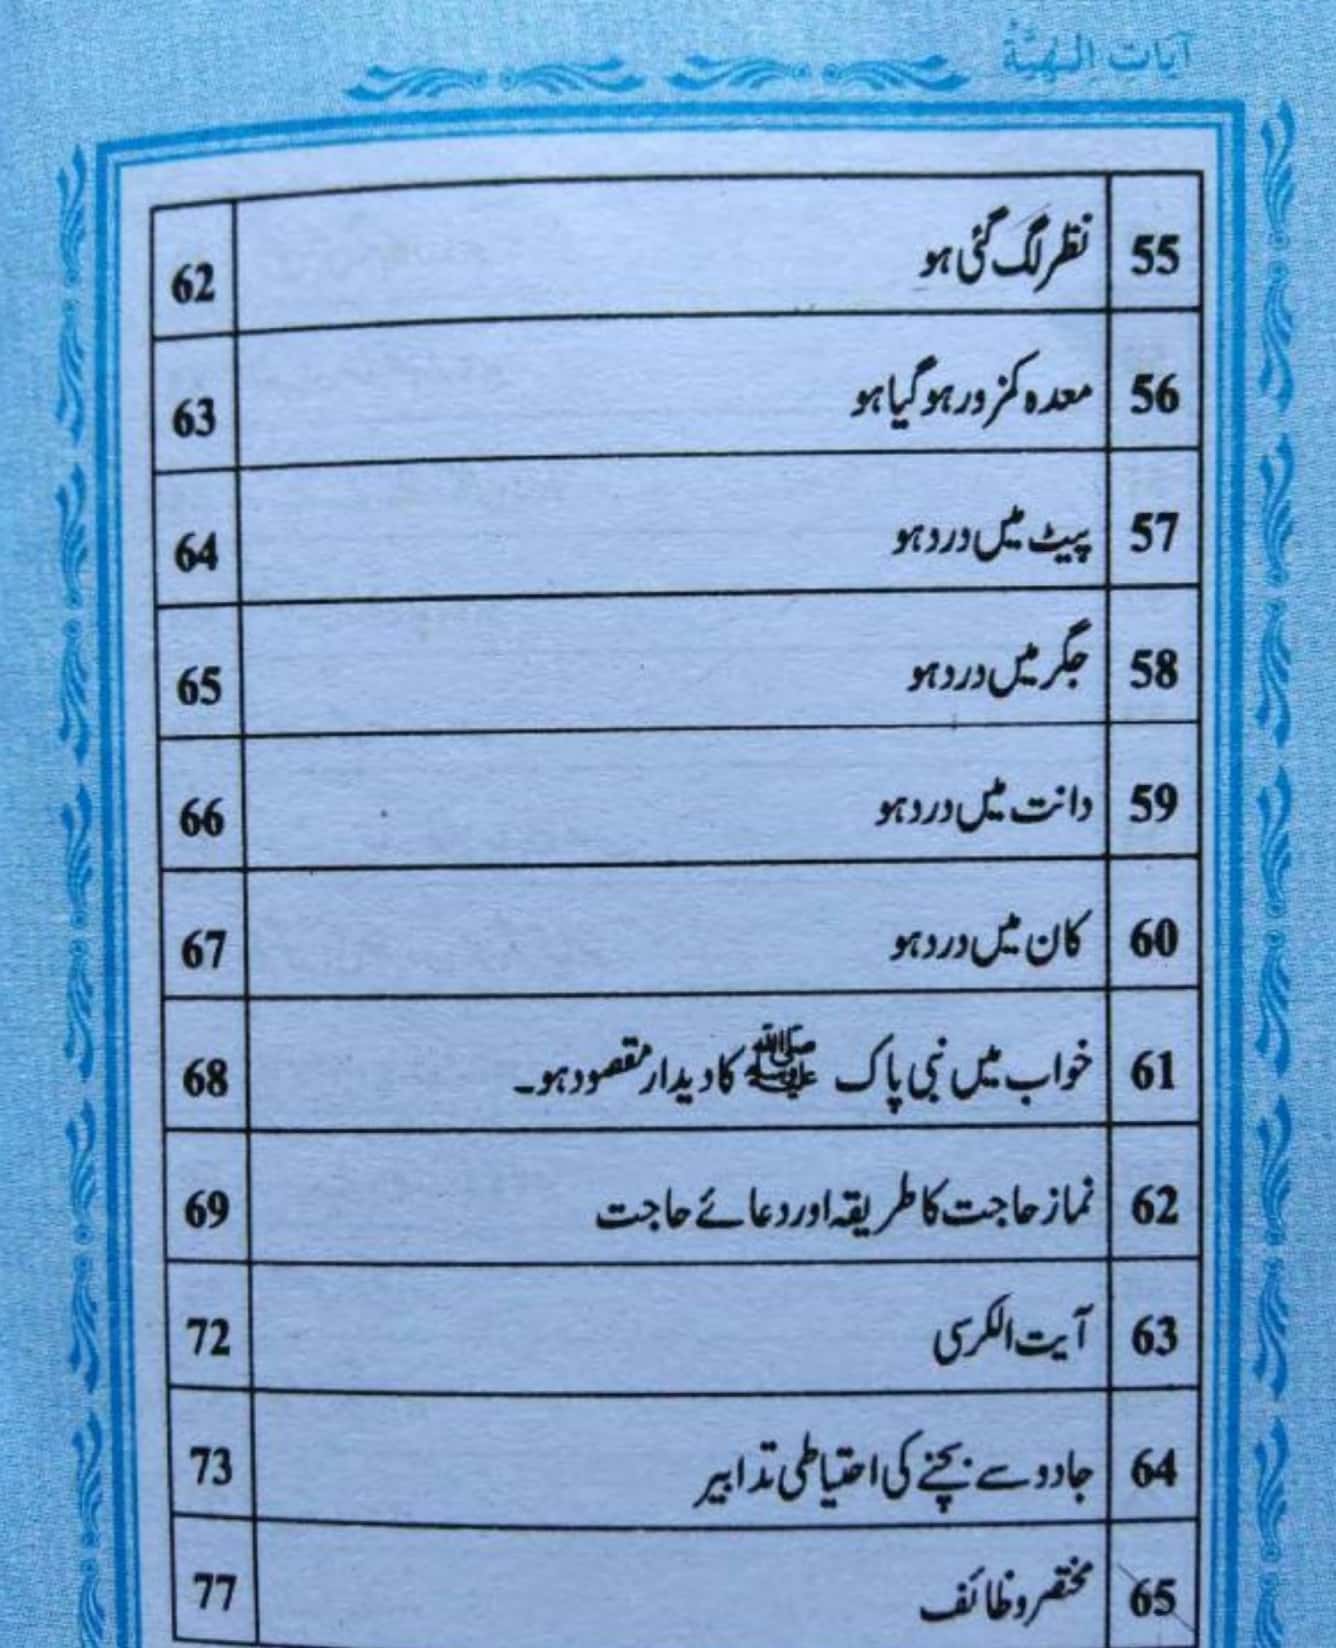 آیات الٰہیَّہ
55 نظر لگ گئی ہو 62
56 معدہ کمزور ہو گیا ہو 63
57 پیٹ میں درد ہو 64
58 جگر میں درد ہو 65
59 دانت میں درد ہو 66
60 کان میں درد ہو 67
61 خواب میں نبی پاک ﷺ کا دیدار مقصود ہو۔ 68
62 نماز حاجت کا طریقہ اور دعائے حاجت 69
63 آیت الکرسی 72
64 جادو سے بچنے کی احتیاطی تدابیر 73
65 مختصر وظائف 77